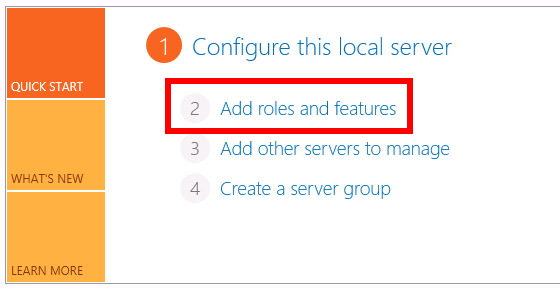 QUICK START
WHAT'S NEW
LEARN MORE
1 Configure this local server
2 Add roles and features
3 Add other servers to manage
4 Create a server group